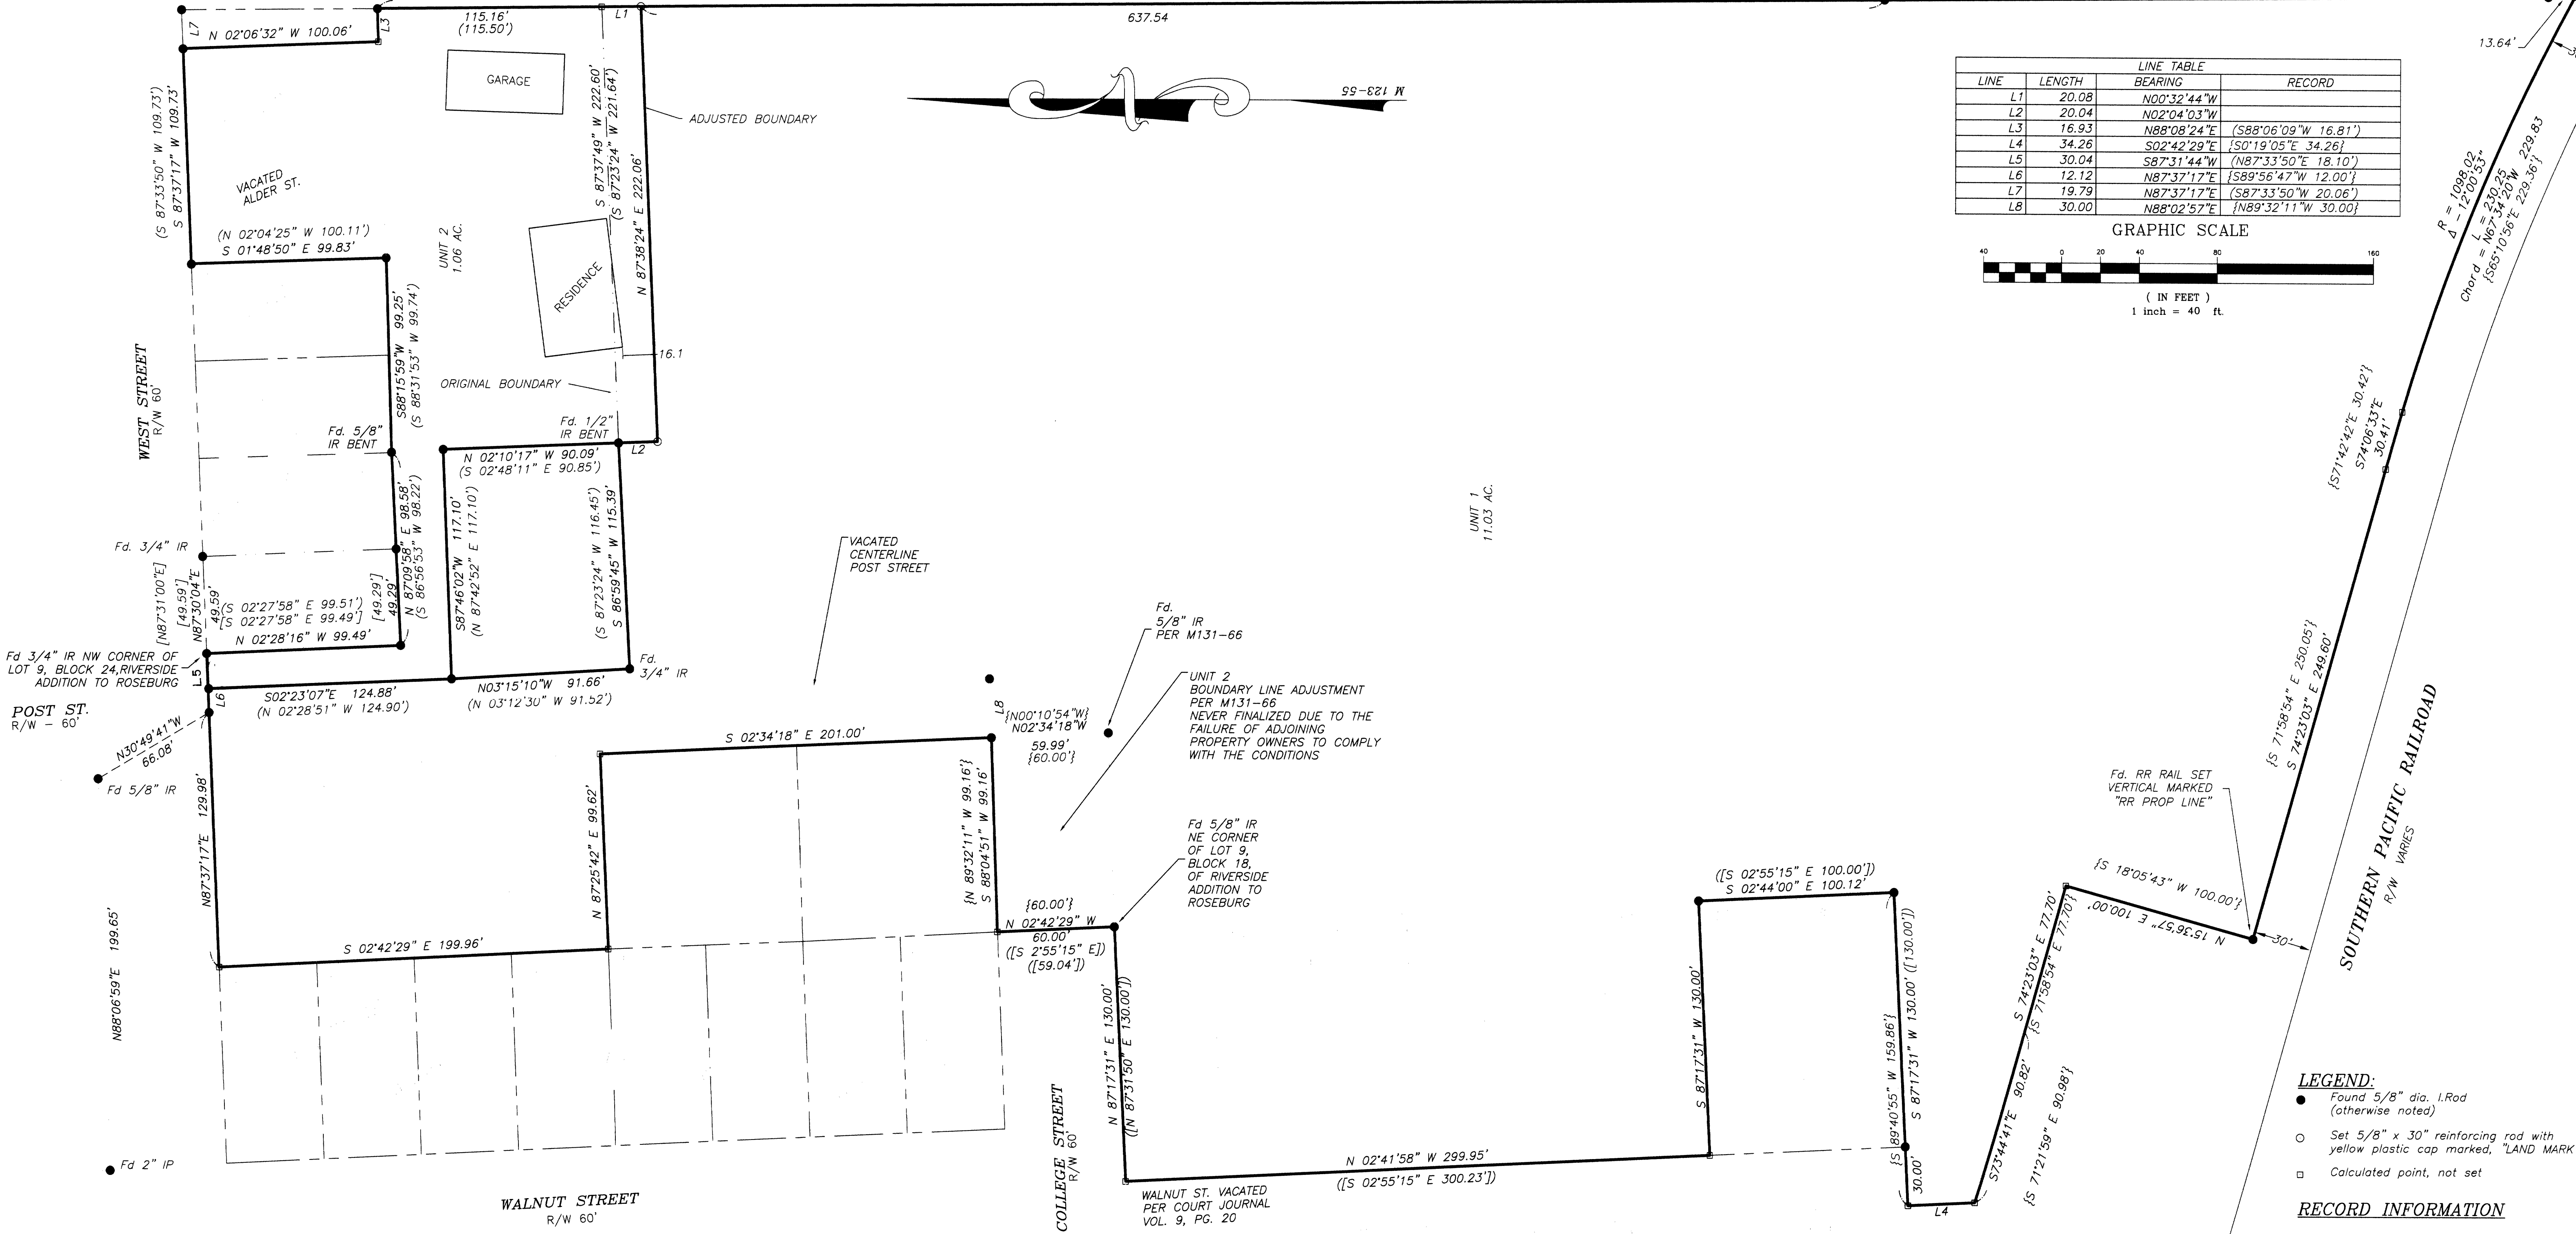 L7
N 02°06'32" W 100.06'
L3
115.16'
(115.50')
L1
637.54
13.64'
GARAGE
ADJUSTED BOUNDARY
M 123-55
(S 87°33'50" W 109.73')
S 87°37'17" W 109.73'
VACATED
ALDER ST.
S 87°37'49" W 222.60'
(S 87°23'24" W 221.64')
N 87°38'24" E 222.06'
UNIT 2
1.06 AC.
RESIDENCE
(N 02°04'25" W 100.11')
S 01°48'50" E 99.83'
S88°15'59"W 99.25'
(S 88°31'53" W 99.74')
16.1
ORIGINAL BOUNDARY
WEST STREET
R/W 60'
Fd. 5/8"
IR BENT
Fd. 1/2"
IR BENT
L2
N 02°10'17" W 90.09'
(S 02°48'11" E 90.85')
LINE TABLE
LINE LENGTH BEARING RECORD
L1 20.08 N00°32'44"W
L2 20.04 N02°04'03"W
L3 16.93 N88°08'24"E (S88°06'09"W 16.81')
L4 34.26 S02°42'29"E {S0°19'05"E 34.26}
L5 30.04 S87°31'44"W (N87°33'50"E 18.10')
L6 12.12 N87°37'17"E {S89°56'47"W 12.00'}
L7 19.79 N87°37'17"E (S87°33'50"W 20.06')
L8 30.00 N88°02'57"E {N89°32'11"W 30.00}
GRAPHIC SCALE
40 0 20 40 80 160
( IN FEET )
1 inch = 40 ft.
R = 1098.02
Δ - 12°00'53"
L = 230.25
Chord = N67°34'20"W 229.83
{S65°10'56"E 229.36'}
{S71°42'42"E 30.42'}
S74°06'33"E
30.41'
Fd. 3/4" IR
[N87°31'00"E]
[49.59']
N87°30'04"E
49.59'
(S 02°27'58" E 99.51')
[S 02°27'58" E 99.49']
N 02°28'16" W 99.49'
[49.29']
49.29'
N 87°09'58" E 98.58'
(S 86°56'53" W 98.22')
S87°46'02"W 117.10'
(N 87°42'52" E 117.10')
(S 87°23'24" W 116.45')
S 86°59'45" W 115.39'
VACATED
CENTERLINE
POST STREET
UNIT 1
11.03 AC.
Fd 3/4" IR NW CORNER OF
LOT 9, BLOCK 24,RIVERSIDE
ADDITION TO ROSEBURG
L5
L6
S02°23'07"E 124.88'
(N 02°28'51" W 124.90')
N03°15'10"W 91.66'
(N 03°12'30" W 91.52')
Fd.
3/4" IR
Fd.
5/8" IR
PER M131-66
POST ST.
R/W - 60'
N30°49'41"W
66.08'
Fd 5/8" IR
UNIT 2
BOUNDARY LINE ADJUSTMENT
PER M131-66
NEVER FINALIZED DUE TO THE
FAILURE OF ADJOINING
PROPERTY OWNERS TO COMPLY
WITH THE CONDITIONS
L8
{N00°10'54"W}
N02°34'18"W
59.99'
{60.00'}
S 02°34'18" E 201.00'
N87°37'17"E 129.98'
N 87°25'42" E 99.62'
{N 89°32'11" W 99.16'}
S 88°04'51" W 99.16'
Fd 5/8" IR
NE CORNER
OF LOT 9,
BLOCK 18,
OF RIVERSIDE
ADDITION TO
ROSEBURG
{S 71°58'54" E 250.05'}
S 74°23'03" E 249.60'
Fd. RR RAIL SET
VERTICAL MARKED
"RR PROP LINE"
SOUTHERN PACIFIC RAILROAD
R/W VARIES
{S 18°05'43" W 100.00'}
N 15°36'57" E 100.00'
30'
S 02°42'29" E 199.96'
{60.00'}
N 02°42'29" W
60.00'
([S 2°55'15" E])
([59.04'])
([S 02°55'15" E 100.00'])
S 02°44'00" E 100.12'
N88°06'59"E 199.65'
N 87°17'31" E 130.00'
([N 87°31'50" E 130.00'])
S 87°17'31" W 130.00'
{S 89°40'55" W 159.86'}
S 87°17'31" W 130.00' ([130.00'])
30.00'
S 74°23'03" E 77.70'
{S 71°58'54" E 77.70'}
S73°44'41"E 90.82'
{S 71°21'59" E 90.98'}
L4
Fd 2" IP
WALNUT STREET
R/W 60'
COLLEGE STREET
R/W 60'
N 02°41'58" W 299.95'
([S 02°55'15" E 300.23'])
WALNUT ST. VACATED
PER COURT JOURNAL
VOL. 9, PG. 20
LEGEND:
Found 5/8" dia. I.Rod
(otherwise noted)
Set 5/8" x 30" reinforcing rod with
yellow plastic cap marked, "LAND MARK
Calculated point, not set
RECORD INFORMATION